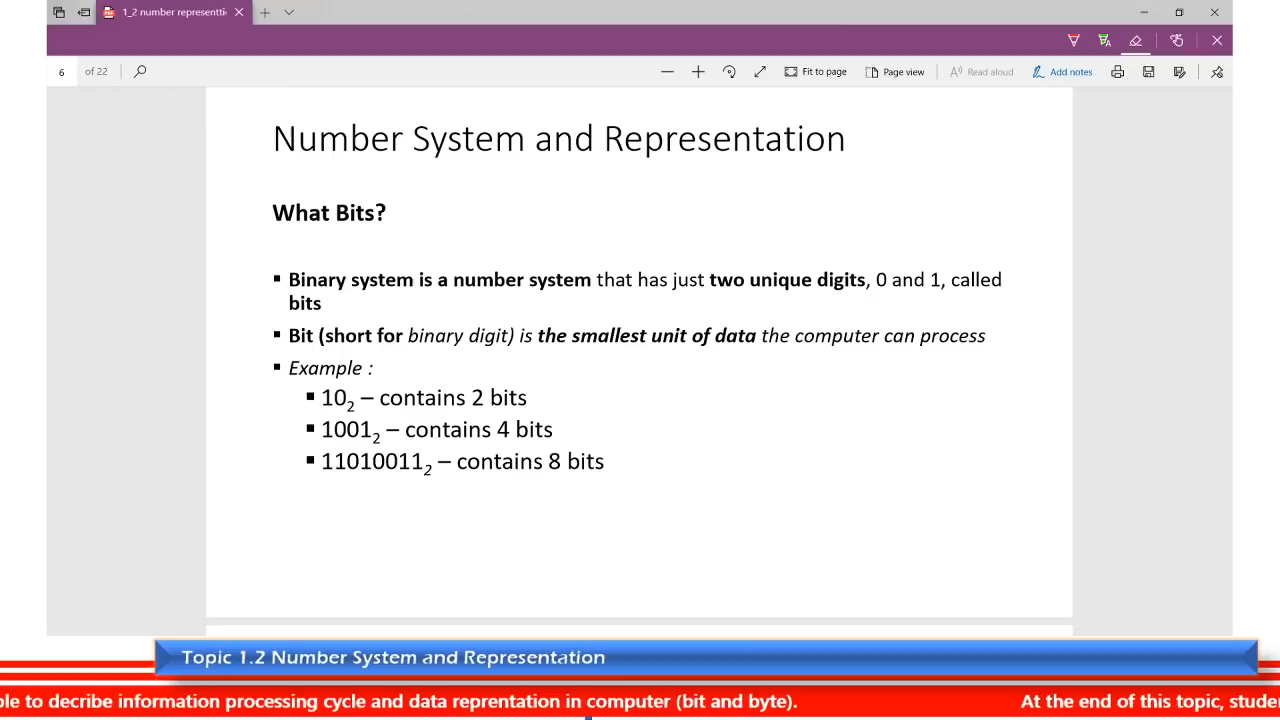 1_2 number representti
6 of 22 Fit to page Page view Read aloud Add notes
Number System and Representation
What Bits?
▪ Binary system is a number system that has just two unique digits, 0 and 1, called
bits
▪ Bit (short for binary digit) is the smallest unit of data the computer can process
▪ Example :
▪ 10₂ – contains 2 bits
▪ 1001₂ – contains 4 bits
▪ 11010011₂ – contains 8 bits
Topic 1.2 Number System and Representation
ble to decribe information processing cycle and data reprentation in computer (bit and byte). At the end of this topic, stude